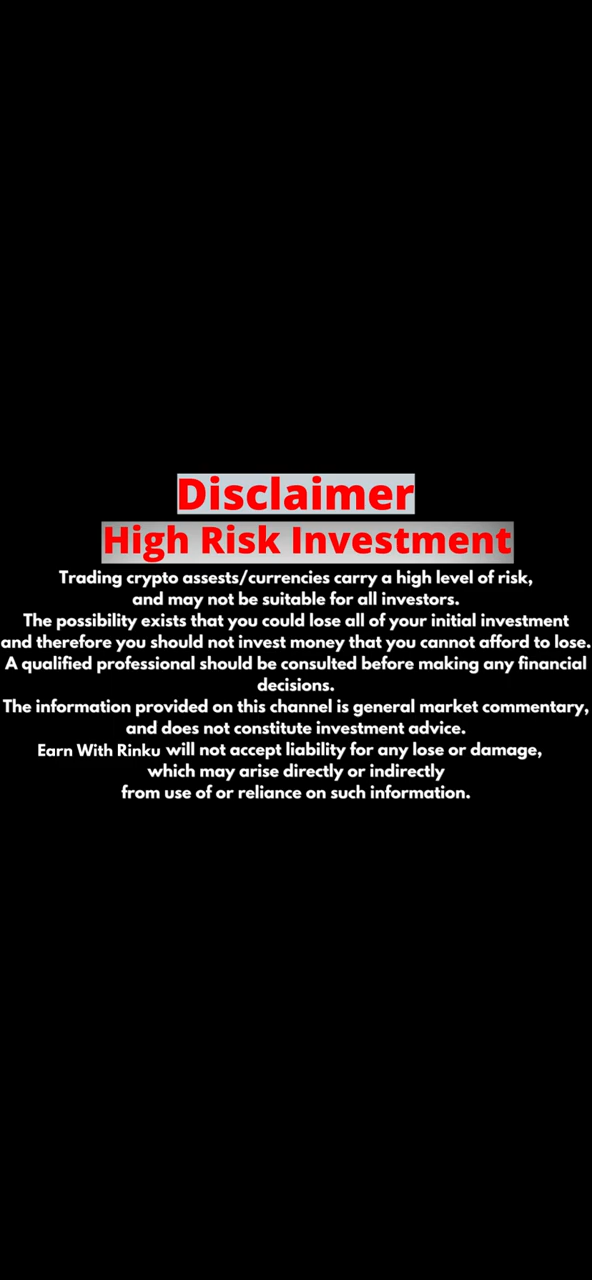 Disclaimer
High Risk Investment
Trading crypto assests/currencies carry a high level of risk,
and may not be suitable for all investors.
The possibility exists that you could lose all of your initial investment
and therefore you should not invest money that you cannot afford to lose.
A qualified professional should be consulted before making any financial
decisions.
The information provided on this channel is general market commentary,
and does not constitute investment advice.
Earn With Rinku will not accept liability for any lose or damage,
which may arise directly or indirectly
from use of or reliance on such information.